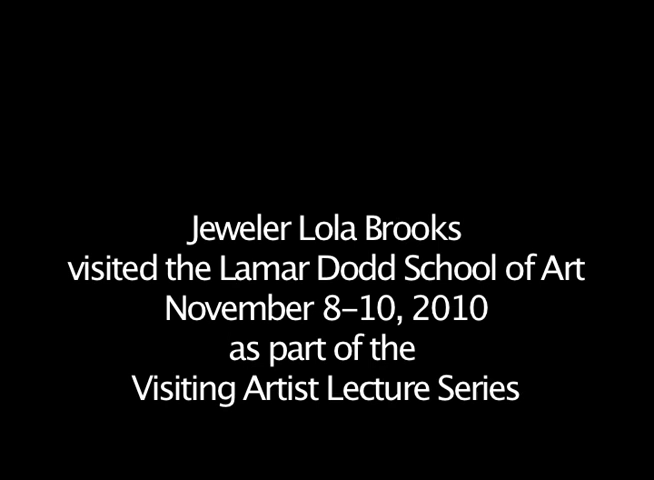 Jeweler Lola Brooks
visited the Lamar Dodd School of Art
November 8–10, 2010
as part of the
Visiting Artist Lecture Series